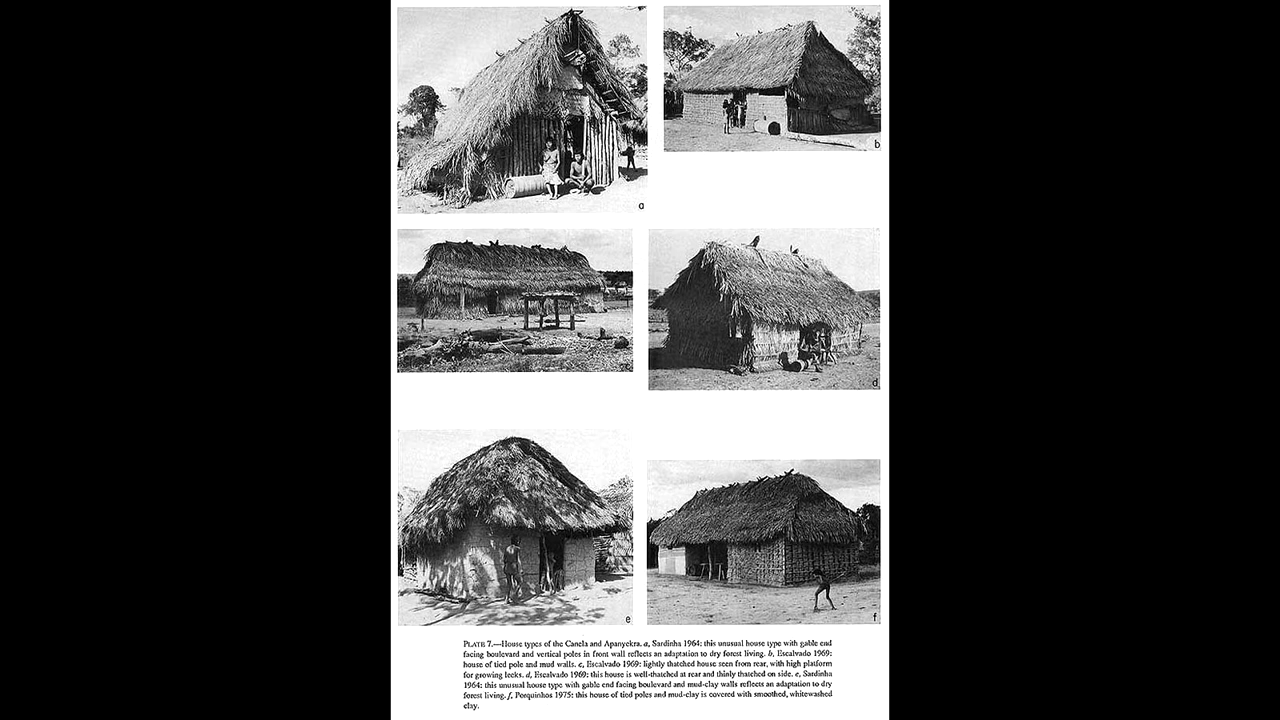 a
b
c
d
e
f
PLATE 7.—House types of the Canela and Apanyekra. a, Sardinha 1964: this unusual house type with gable end
facing boulevard and vertical poles in front wall reflects an adaptation to dry forest living. b, Escalvado 1969:
house of tied pole and mud walls. c, Escalvado 1969: lightly thatched house seen from rear, with high platform
for growing leeks. d, Escalvado 1969: this house is well-thatched at rear and thinly thatched on side. e, Sardinha
1964: this unusual house type with gable end facing boulevard and mud-clay walls reflects an adaptation to dry
forest living. f, Porquinhos 1975: this house of tied poles and mud-clay is covered with smoothed, whitewashed
clay.